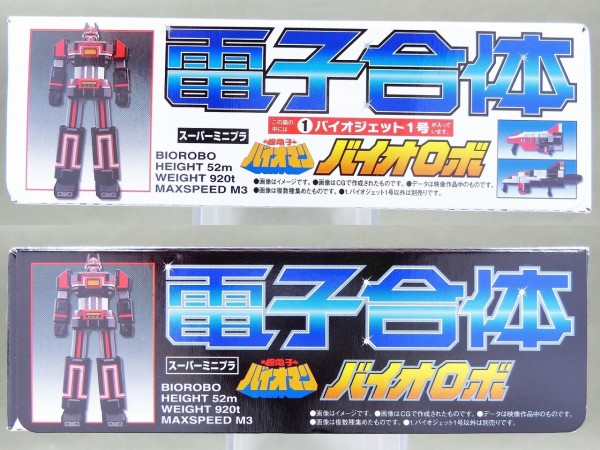 電子合体
この箱の中には
①バイオジェット1号
が入っています。
スーパーミニプラ
BIOROBO
HEIGHT 52m
WEIGHT 920t
MAXSPEED M3
超電子
バイオマン
バイオロボ
●画像はイメージです。●画像はCGで作成されたものです。●データは映像作品中のものです。
●画像は複数種集めたものです。●1.バイオジェット1号以外は別売りです。
電子合体
スーパーミニプラ
BIOROBO
HEIGHT 52m
WEIGHT 920t
MAXSPEED M3
超電子
バイオマン
バイオロボ
●画像はイメージです。●画像はCGで作成されたものです。●データは映像作品中のものです。
●画像は複数種集めたものです。●1.バイオジェット1号以外は別売りです。